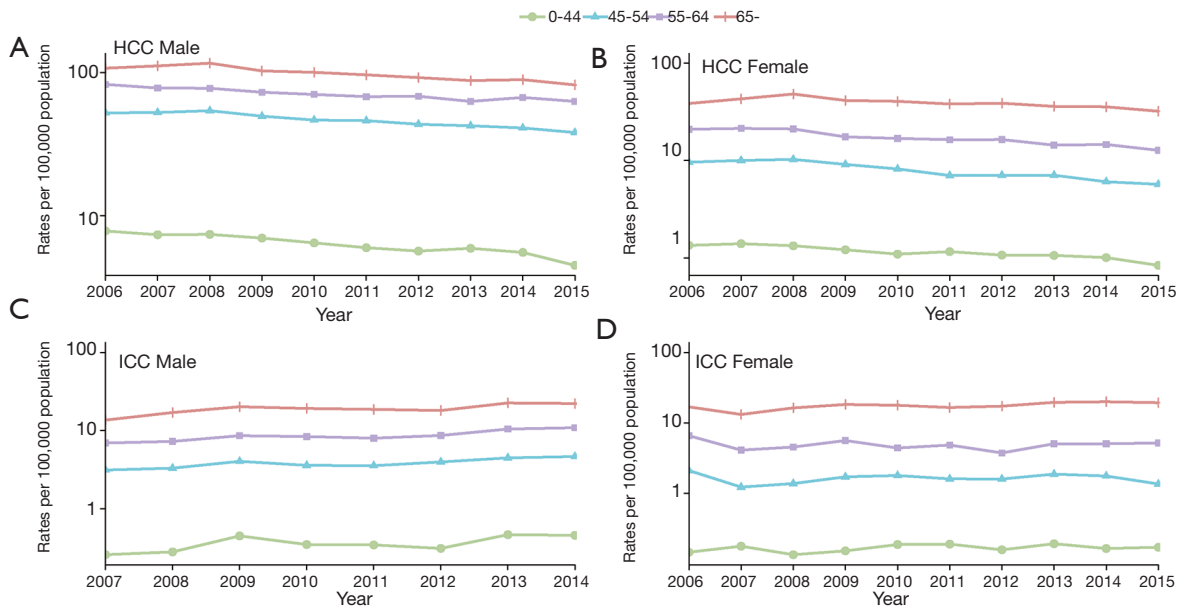 0-44 45-54 55-64 65-
A
HCC Male
Rates per 100,000 population
100
10
2006 2007 2008 2009 2010 2011 2012 2013 2014 2015
Year
B
HCC Female
Rates per 100,000 population
100
10
1
2006 2007 2008 2009 2010 2011 2012 2013 2014 2015
Year
C
ICC Male
Rates per 100,000 population
100
10
1
2007 2008 2009 2010 2011 2012 2013 2014
Year
D
ICC Female
Rates per 100,000 population
100
10
1
2006 2007 2008 2009 2010 2011 2012 2013 2014 2015
Year